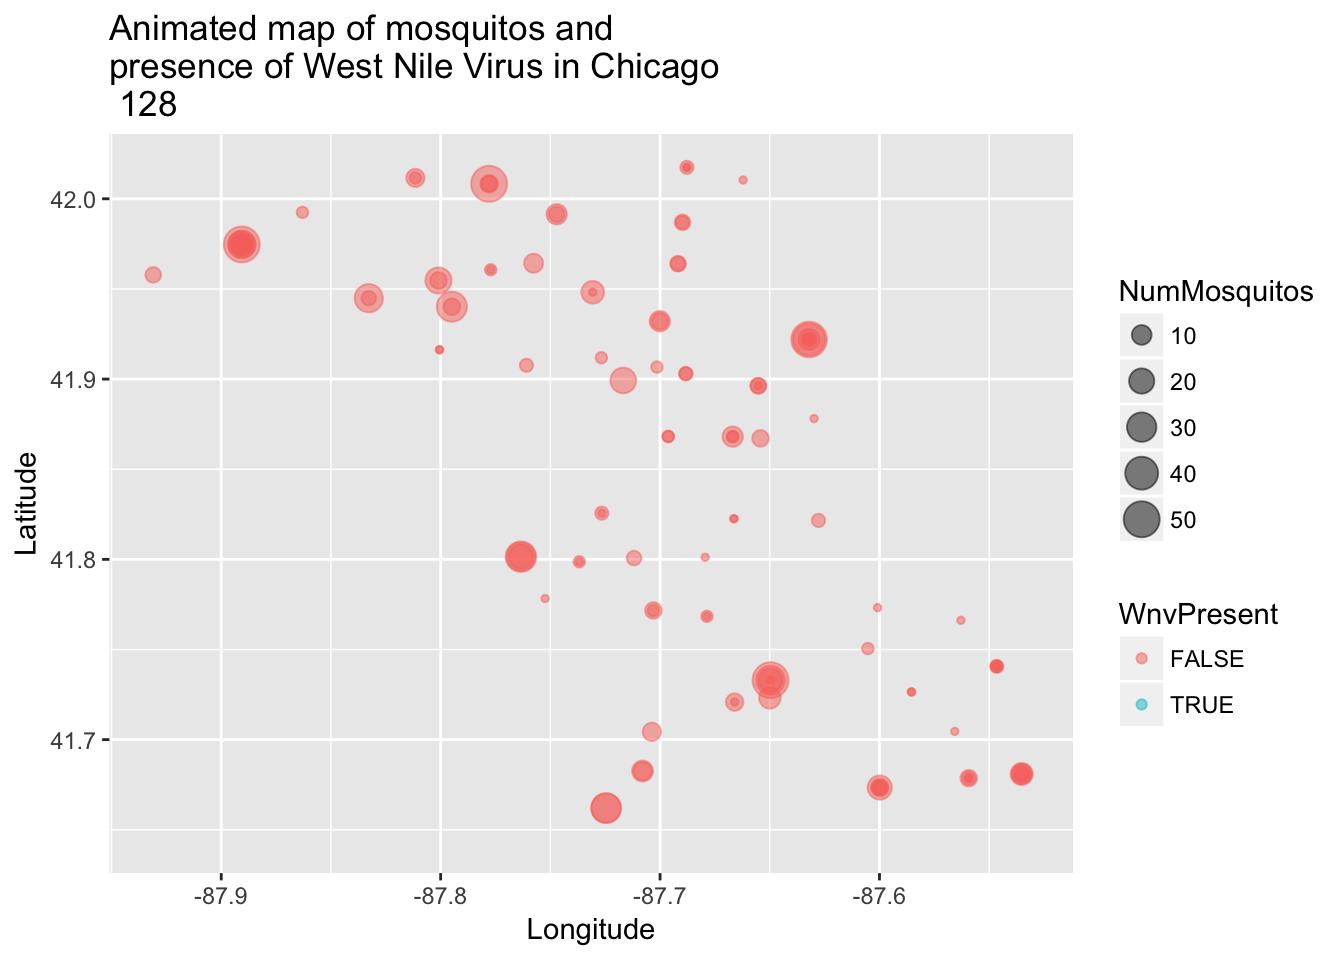 Animated map of mosquitos and
presence of West Nile Virus in Chicago
128
42.0
41.9
41.8
41.7
Latitude
-87.9
-87.8
-87.7
-87.6
Longitude
NumMosquitos
10
20
30
40
50
WnvPresent
FALSE
TRUE